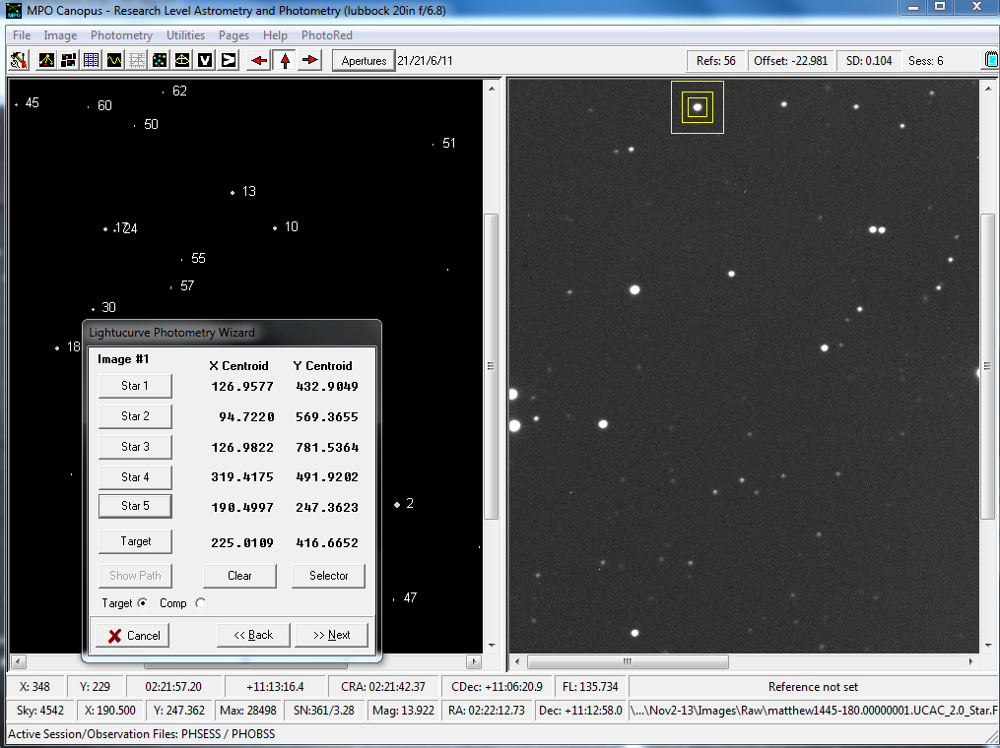 MPO Canopus - Research Level Astrometry and Photometry (lubbock 20in f/6.8)
File Image Photometry Utilities Pages Help PhotoRed
Apertures 21/21/6/11 Refs: 56 Offset: -22.981 SD: 0.104 Sess: 6
62
45
60
50
51
13
10
24
55
57
30
18
2
47
Lightucurve Photometry Wizard
Image #1
X Centroid Y Centroid
Star 1 126.9577 432.9049
Star 2 94.7220 569.3655
Star 3 126.9822 781.5364
Star 4 319.4175 491.9202
Star 5 190.4997 247.3623
Target 225.0109 416.6652
Show Path Clear Selector
Target Comp
Cancel << Back >> Next
X: 348 Y: 229 02:21:57.20 +11:13:16.4 CRA: 02:21:42.37 CDec: +11:06:20.9 FL: 135.734 Reference not set
Sky: 4542 X: 190.500 Y: 247.362 Max: 28498 SN:361/3.28 Mag: 13.922 RA: 02:22:12.73 Dec: +11:12:58.0 \...\Nov2-13\Images\Raw\matthew1445-180.00000001.UCAC_2.0_Star.F
Active Session/Observation Files: PHSESS / PHOBSS